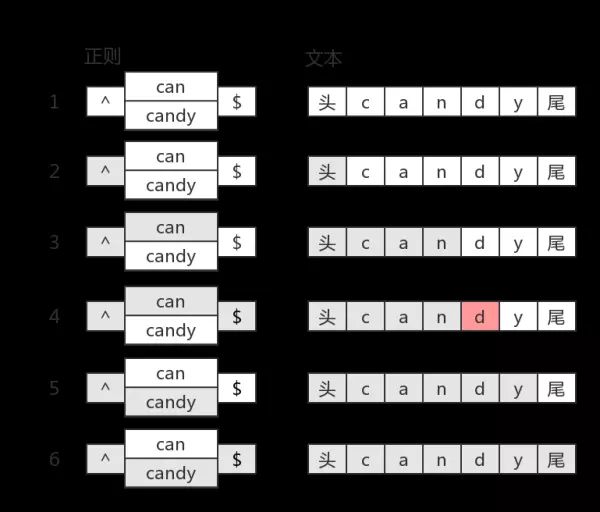 正则 文本
can
1 ^ $ 头 c a n d y 尾
candy
can
2 ^ $ 头 c a n d y 尾
candy
can
3 ^ $ 头 c a n d y 尾
candy
can
4 ^ $ 头 c a n d y 尾
candy
can
5 ^ $ 头 c a n d y 尾
candy
can
6 ^ $ 头 c a n d y 尾
candy